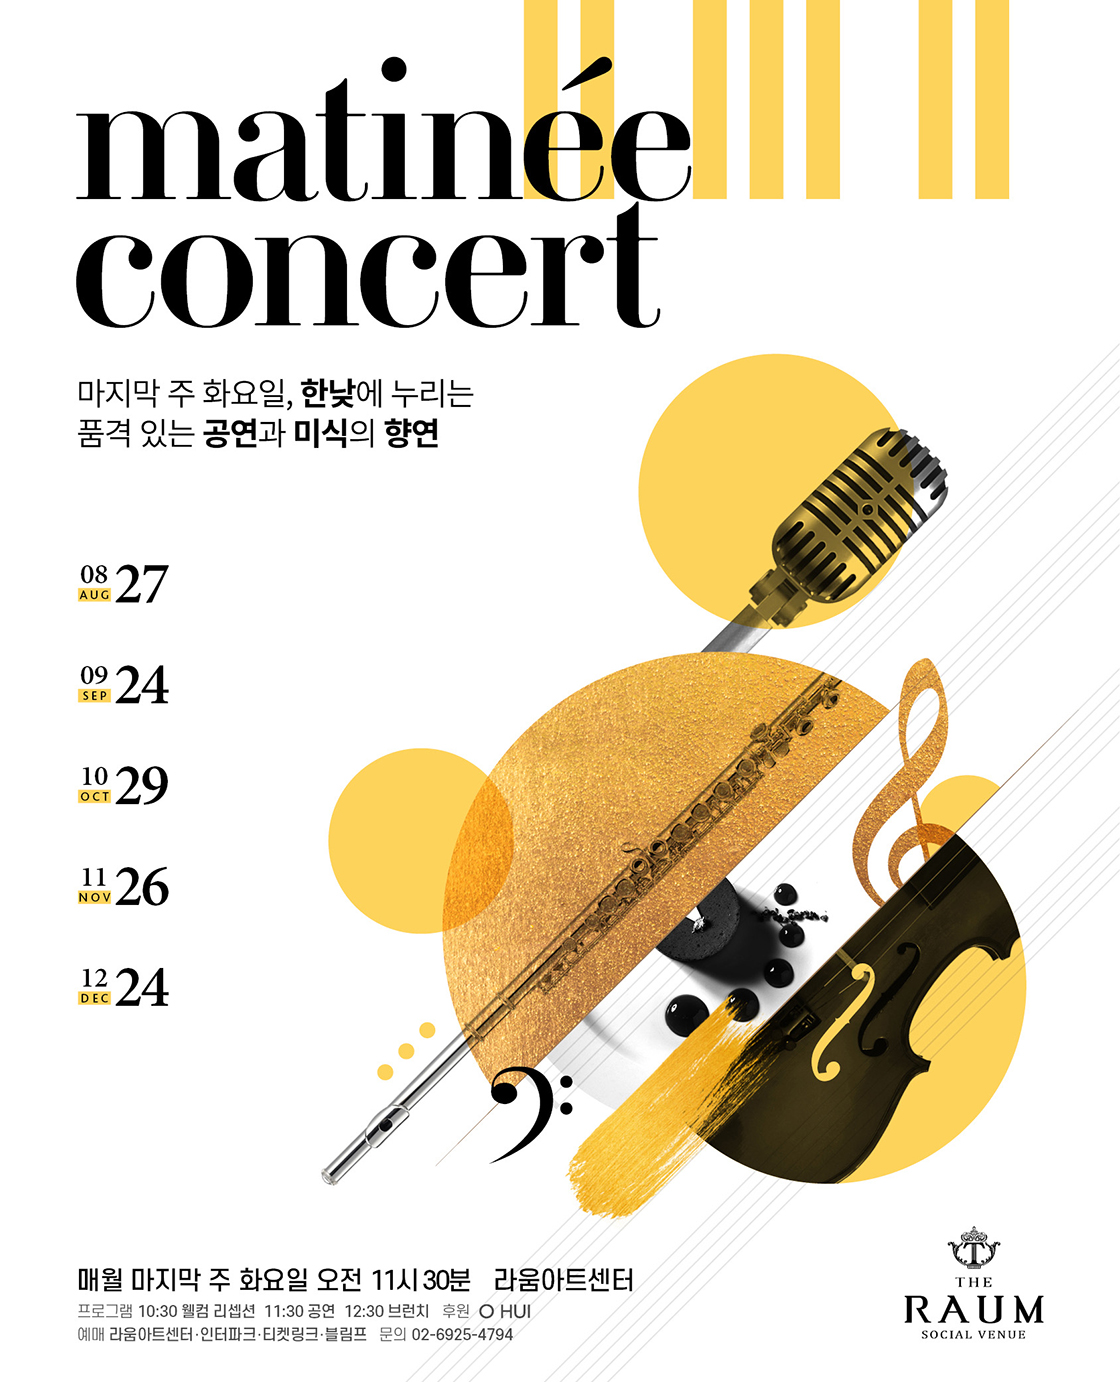 matinée
concert
마지막 주 화요일, 한낮에 누리는
품격 있는 공연과 미식의 향연
08 AUG 27
09 SEP 24
10 OCT 29
11 NOV 26
12 DEC 24
매월 마지막 주 화요일 오전 11시 30분 라움아트센터
프로그램 10:30 웰컴 리셉션 11:30 공연 12:30 브런치 후원 O HUI
예매 라움아트센터·인터파크·티켓링크·블림프 문의 02-6925-4794
T
THE
RAUM
SOCIAL VENUE